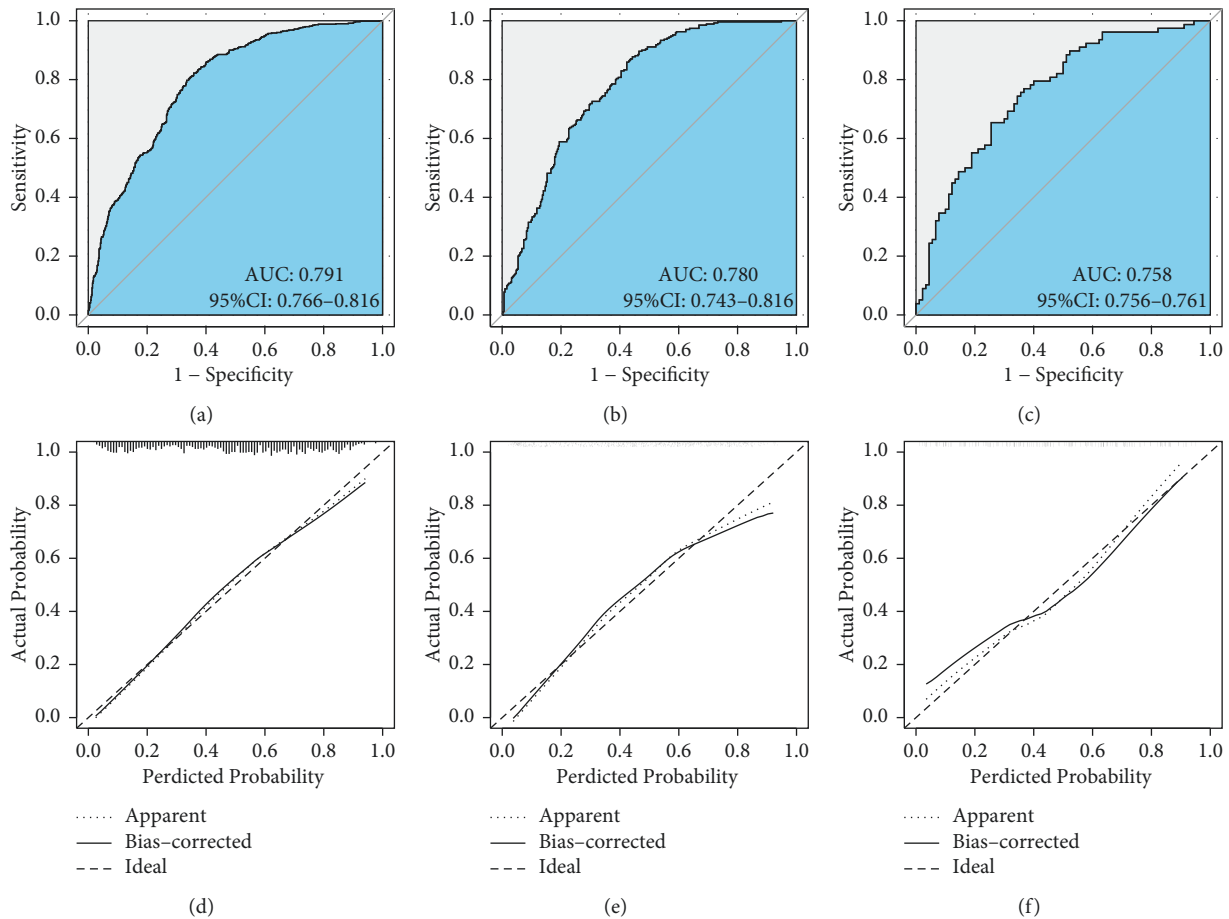 1.0
0.8
0.6
0.4
0.2
0.0
Sensitivity
AUC: 0.791
95%CI: 0.766–0.816
0.0 0.2 0.4 0.6 0.8 1.0
1 – Specificity
(a)
1.0
0.8
0.6
0.4
0.2
0.0
Sensitivity
AUC: 0.780
95%CI: 0.743–0.816
0.0 0.2 0.4 0.6 0.8 1.0
1 – Specificity
(b)
1.0
0.8
0.6
0.4
0.2
0.0
Sensitivity
AUC: 0.758
95%CI: 0.756–0.761
0.0 0.2 0.4 0.6 0.8 1.0
1 – Specificity
(c)
1.0
0.8
0.6
0.4
0.2
0.0
Actual Probability
0.0 0.2 0.4 0.6 0.8 1.0
Perdicted Probability
Apparent
Bias–corrected
Ideal
(d)
1.0
0.8
0.6
0.4
0.2
0.0
Actual Probability
0.0 0.2 0.4 0.6 0.8 1.0
Perdicted Probability
Apparent
Bias–corrected
Ideal
(e)
1.0
0.8
0.6
0.4
0.2
0.0
Actual Probability
0.0 0.2 0.4 0.6 0.8 1.0
Perdicted Probability
Apparent
Bias–corrected
Ideal
(f)